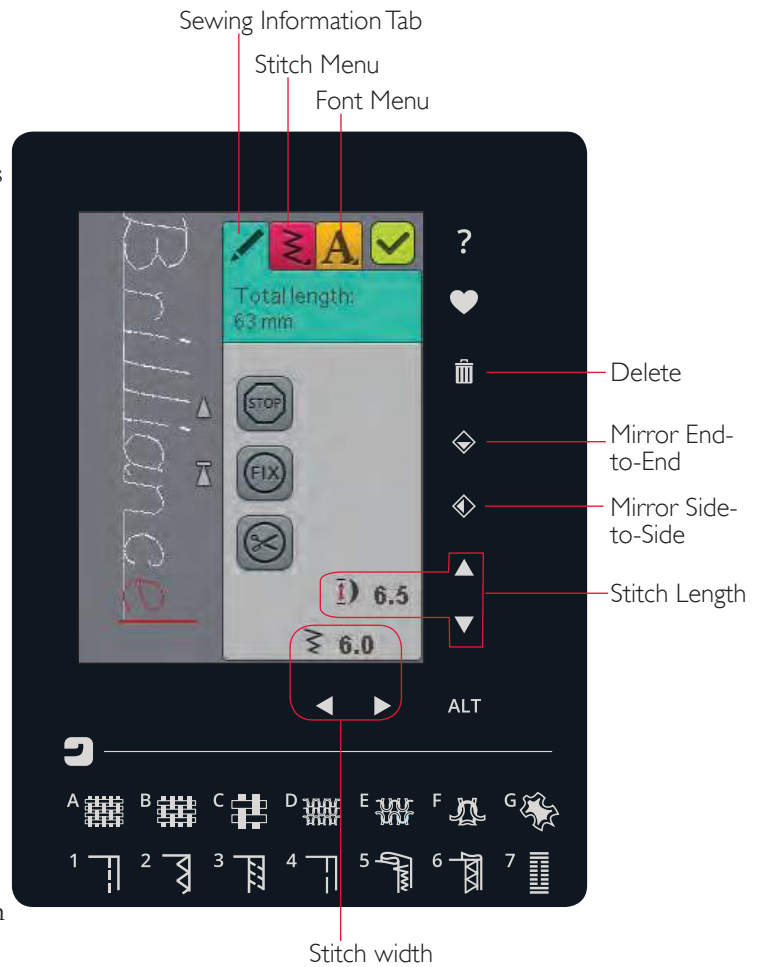 Sewing Information Tab
Stitch Menu
Font Menu
s
Brilliance
A
?
Total length:
63 mm
STOP
FIX
Delete
Mirror End-
to-End
Mirror Side-
to-Side
Stitch Length
6.5
6.0
ALT
A B C D E F G
1 2 3 4 5 6 7
n
Stitch width